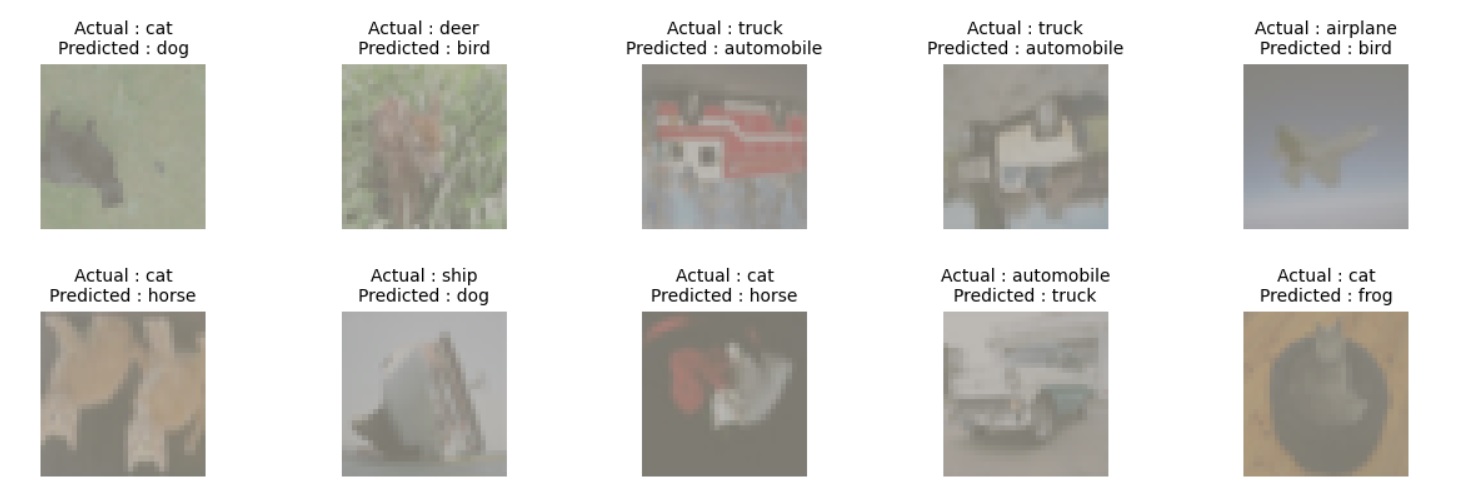 Actual : cat
Predicted : dog
Actual : deer
Predicted : bird
Actual : truck
Predicted : automobile
Actual : truck
Predicted : automobile
Actual : airplane
Predicted : bird
Actual : cat
Predicted : horse
Actual : ship
Predicted : dog
Actual : cat
Predicted : horse
Actual : automobile
Predicted : truck
Actual : cat
Predicted : frog